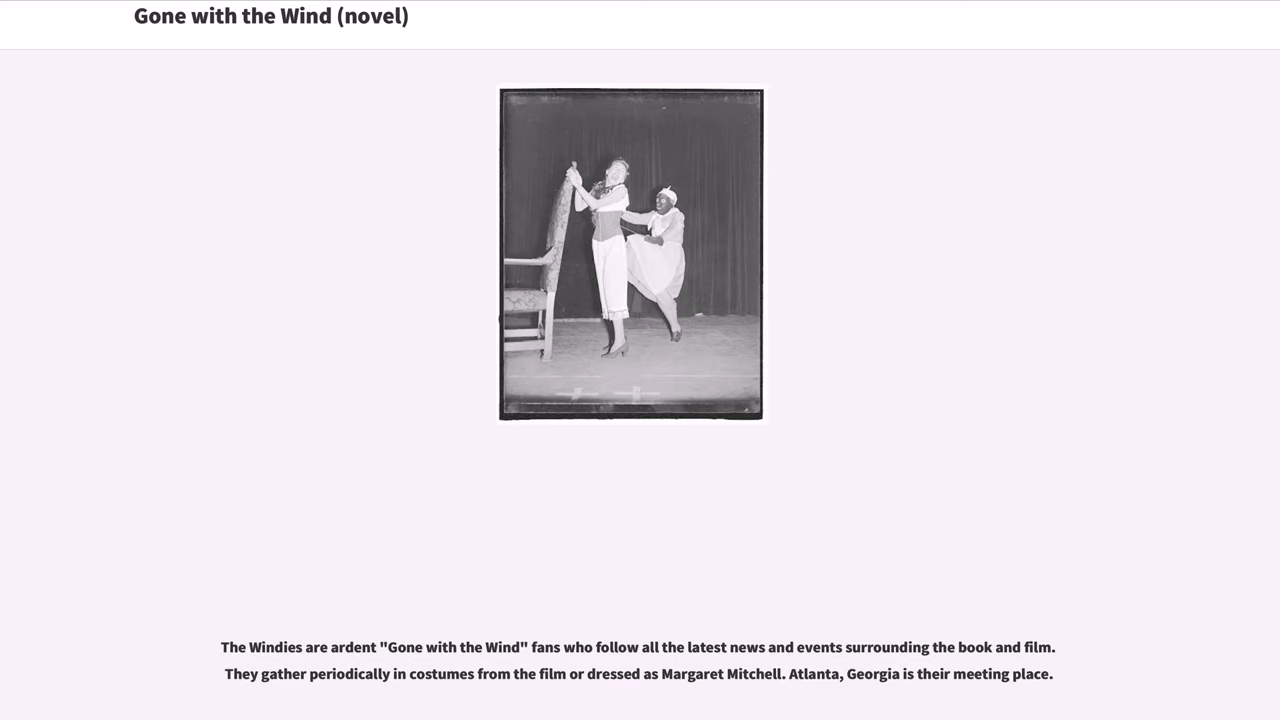 Gone with the Wind (novel)
The Windies are ardent "Gone with the Wind" fans who follow all the latest news and events surrounding the book and film.
They gather periodically in costumes from the film or dressed as Margaret Mitchell. Atlanta, Georgia is their meeting place.